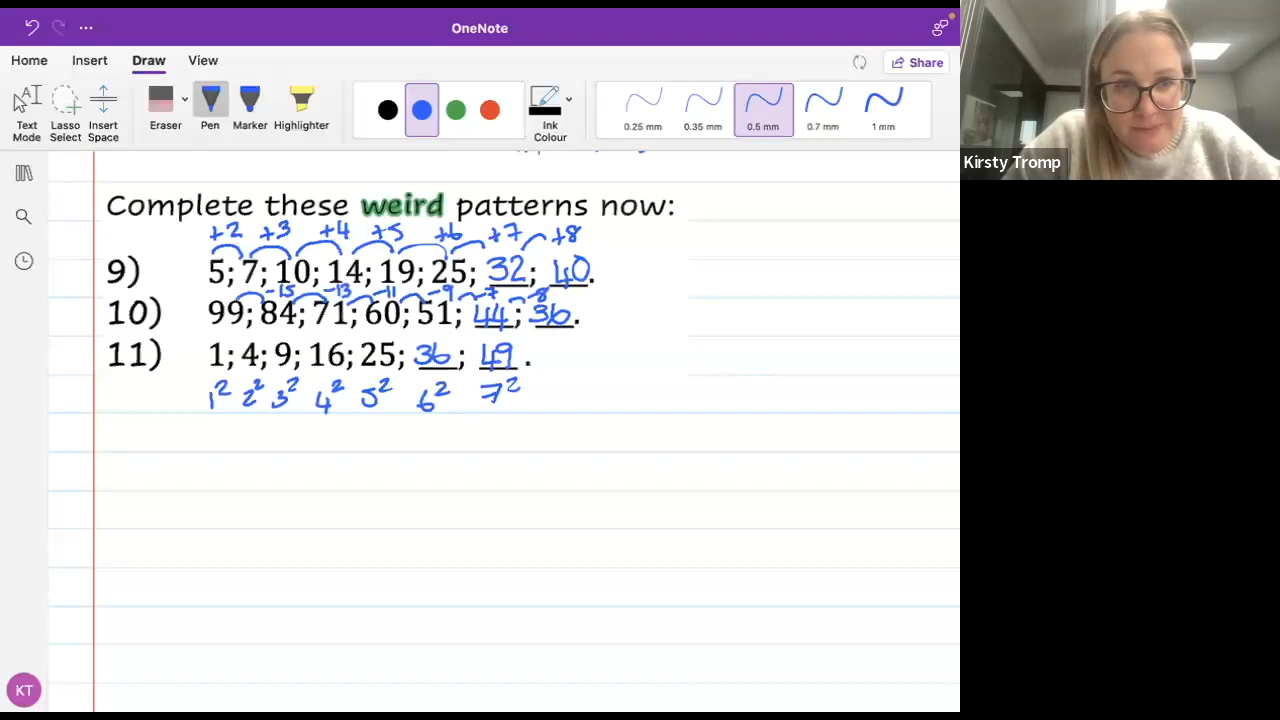 OneNote
Home Insert Draw View
Share
Text Mode
Lasso Select
Insert Space
Eraser
Pen
Marker
Highlighter
Ink Colour
0.25 mm 0.35 mm 0.5 mm 0.7 mm 1 mm
Kirsty Tromp
Complete these weird patterns now:
+2 +3 +4 +5 +6 +7 +8
9) 5; 7; 10; 14; 19; 25; 32; 40.
-15 -13 -11 -9 -7 -8
10) 99; 84; 71; 60; 51; 44; 36.
11) 1; 4; 9; 16; 25; 36; 49.
1² 2² 3² 4² 5² 6² 7²
KT